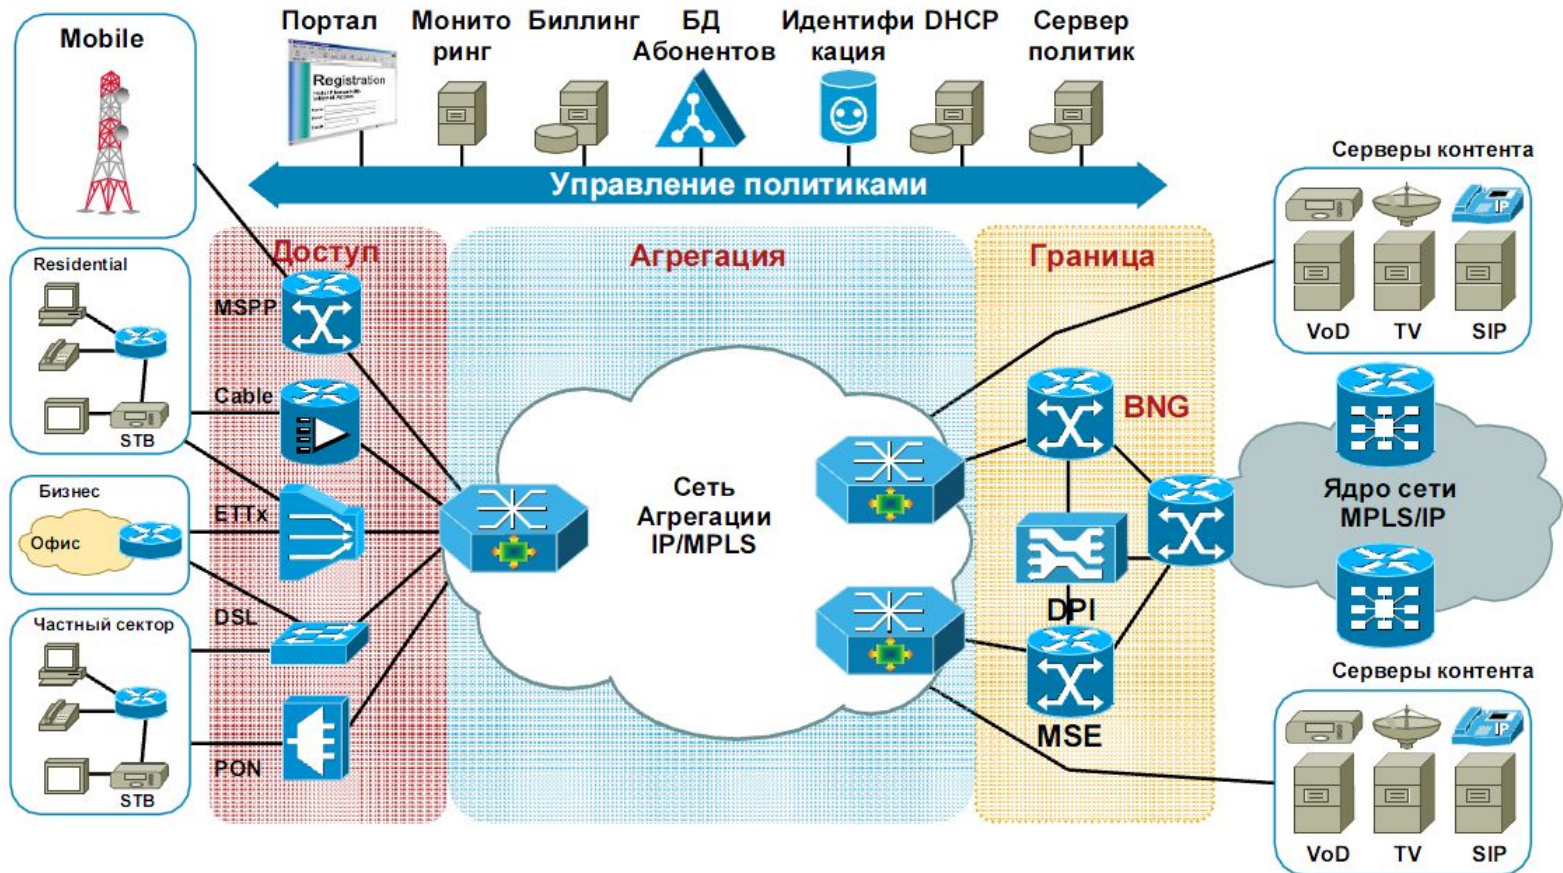 Портал
Монито
ринг
Биллинг
БД
Абонентов
Идентифи
кация
DHCP
Сервер
политик
Registration
Управление политиками
Mobile
Residential
STB
Бизнес
Офис
Частный сектор
STB
Доступ
MSPP
Cable
ETTx
DSL
PON
Агрегация
Сеть
Агрегации
IP/MPLS
Граница
BNG
DPI
MSE
Серверы контента
IP
VoD TV SIP
Ядро сети
MPLS/IP
Серверы контента
IP
VoD TV SIP